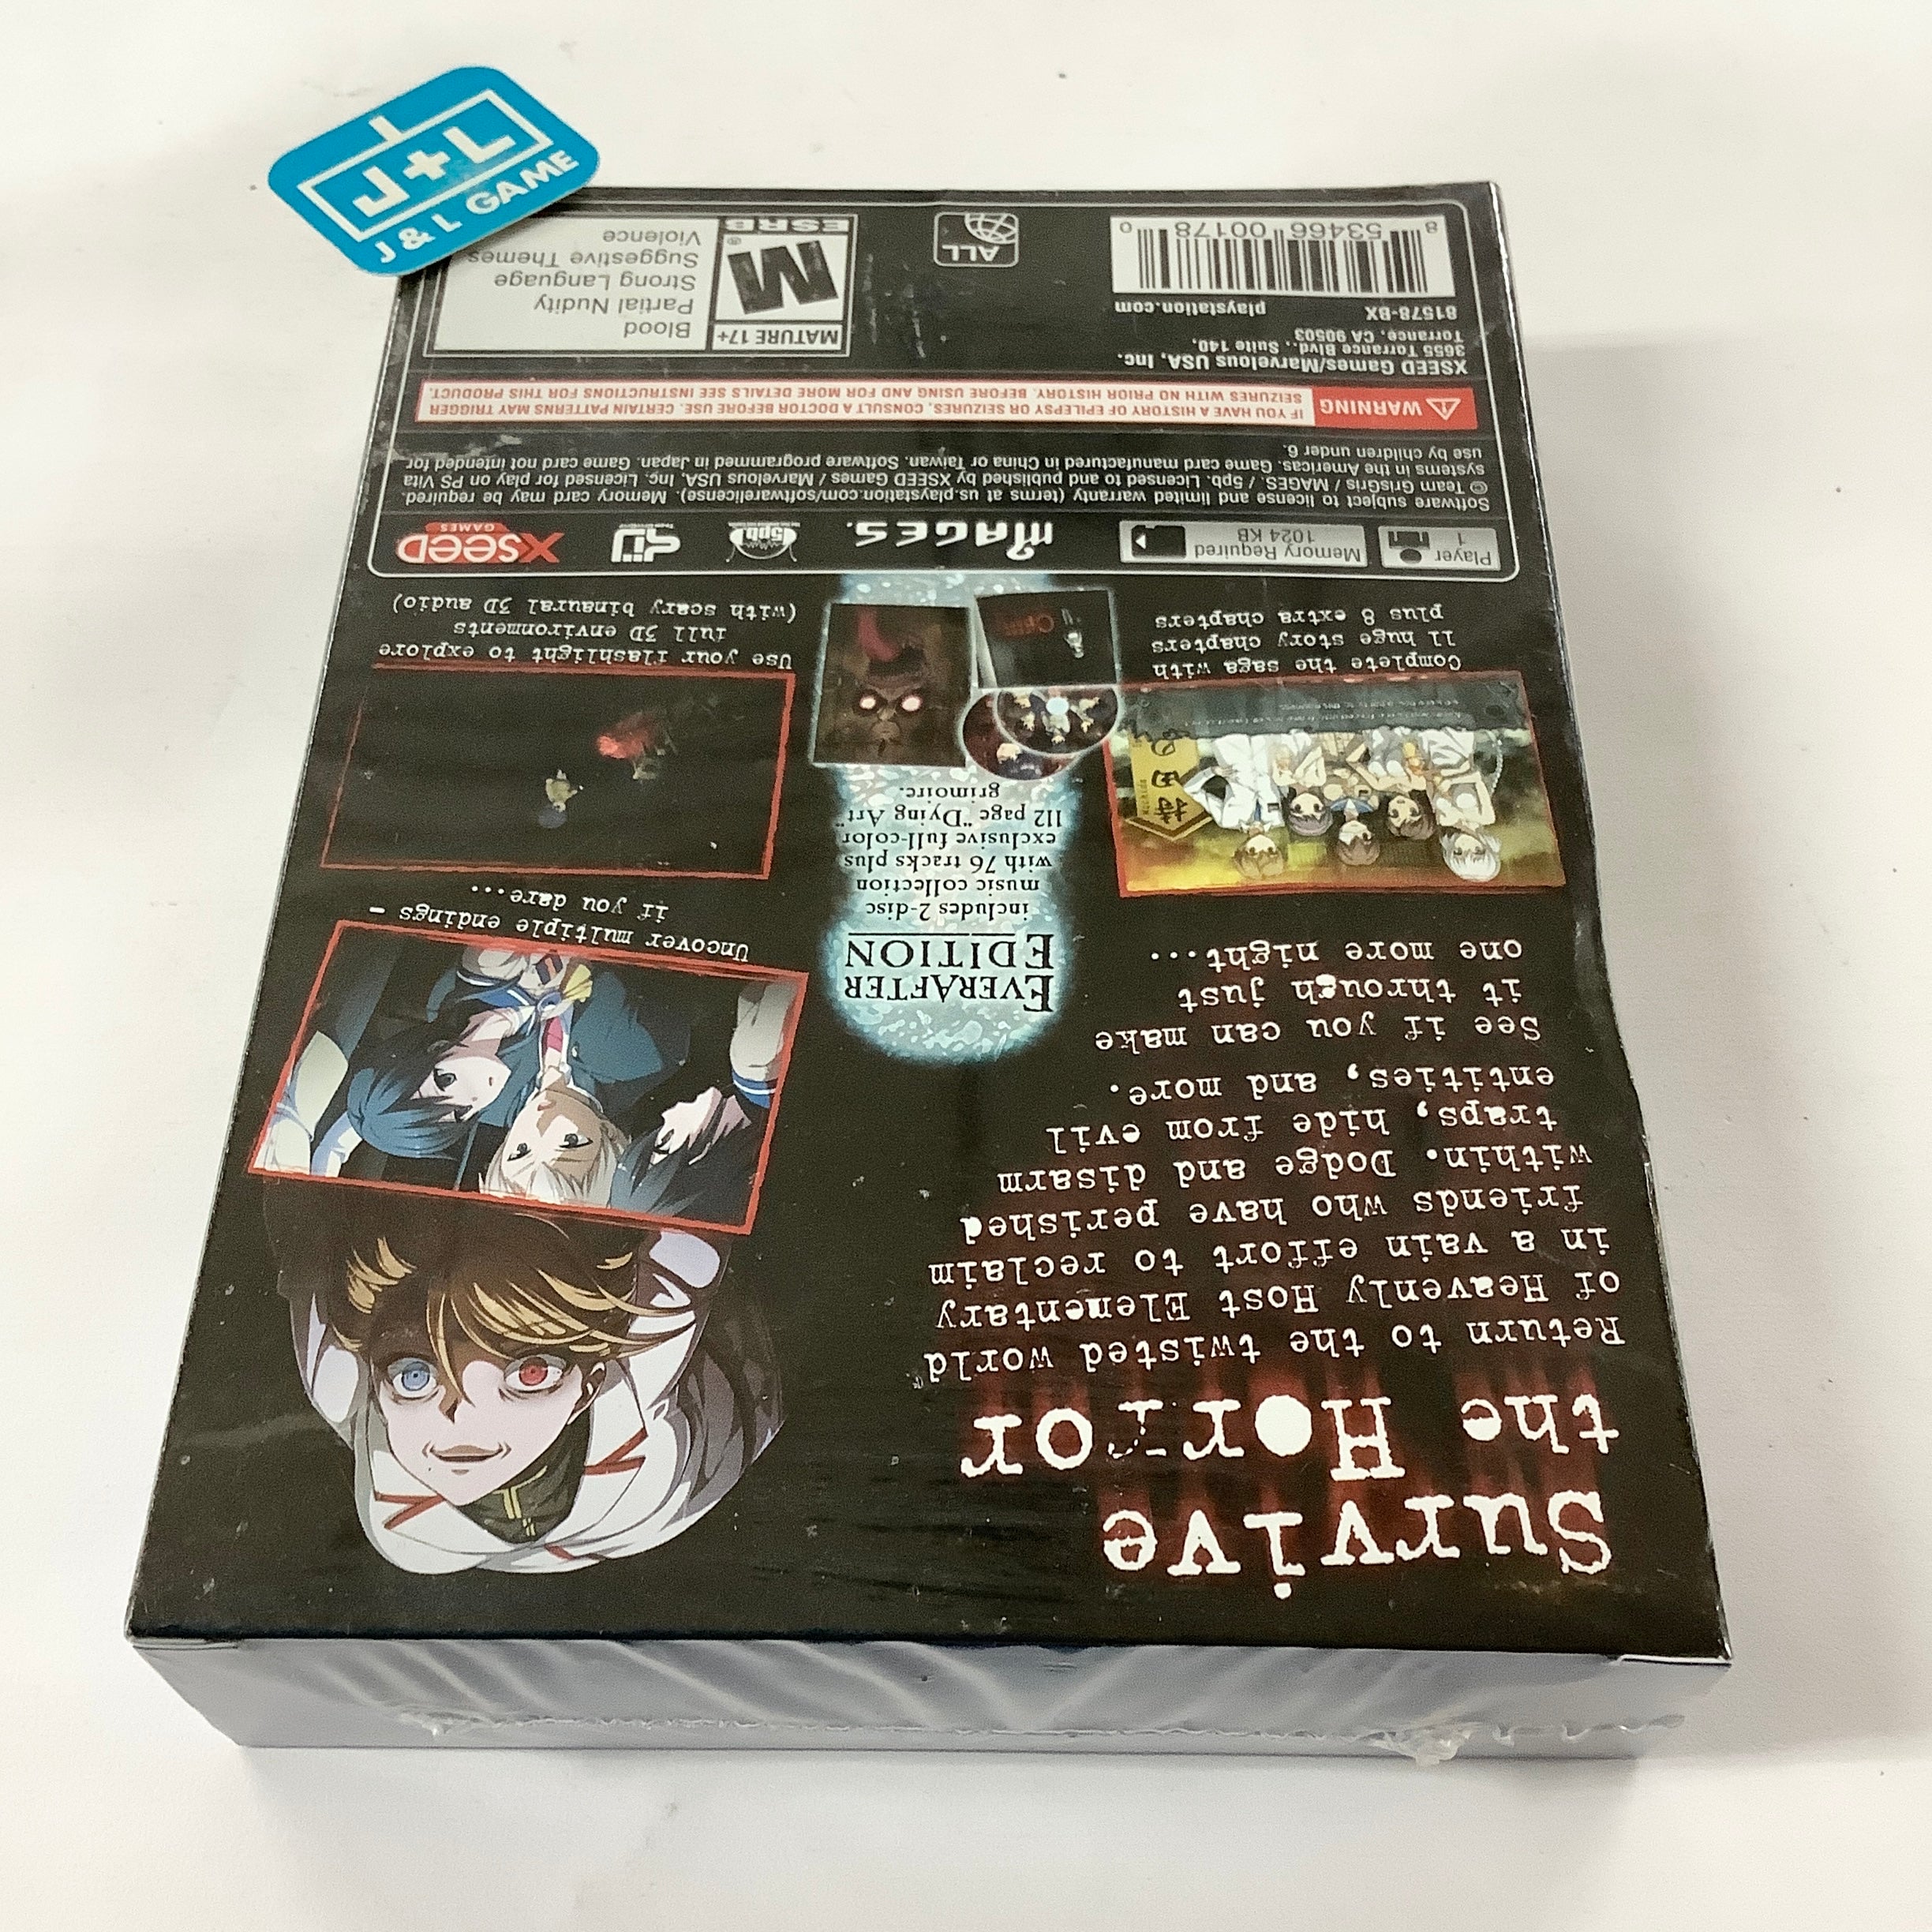 J+L
J & L GAME
Survive
the Horror
Return to the twisted world
of Heavenly Host Elementary
in a vain effort to reclaim
friends who have perished
within. Dodge and disarm
traps, hide from evil
entities, and more.
See if you can make
it through just
one more night...
Uncover multiple endings -
if you dare...
EVERAFTER
EDITION
includes 2-disc
music collection
with 76 tracks plus
exclusive full-color
112 page "Dying Art"
grimoire.
Complete the saga with
11 huge story chapters
plus 8 extra chapters
Use your flashlight to explore
full 3D environments
(with scary binaural 3D audio)
Player
1
Memory Required
1024 KB
MAGES.
5pb.
XSEED
GAMES
Software subject to license and limited warranty (terms at us.playstation.com/softwarelicense). Memory card may be required.
© Team GrisGris / MAGES. / 5pb. Licensed to and published by XSEED Games / Marvelous USA, Inc. Licensed for play on PS Vita
systems in the Americas. Game card manufactured in China or Taiwan. Software programmed in Japan. Game card not intended for
use by children under 6.
WARNING
IF YOU HAVE A HISTORY OF EPILEPSY OR SEIZURES, CONSULT A DOCTOR BEFORE USE. CERTAIN PATTERNS MAY TRIGGER
SEIZURES WITH NO PRIOR HISTORY. BEFORE USING AND FOR MORE DETAILS SEE INSTRUCTIONS FOR THIS PRODUCT.
XSEED Games/Marvelous USA, Inc.
3655 Torrance Blvd., Suite 140,
Torrance, CA 90503
81578-BX
playstation.com
8 53466 00178 0
ALL
MATURE 17+
M®
ESRB
Blood
Partial Nudity
Strong Language
Suggestive Themes
Violence